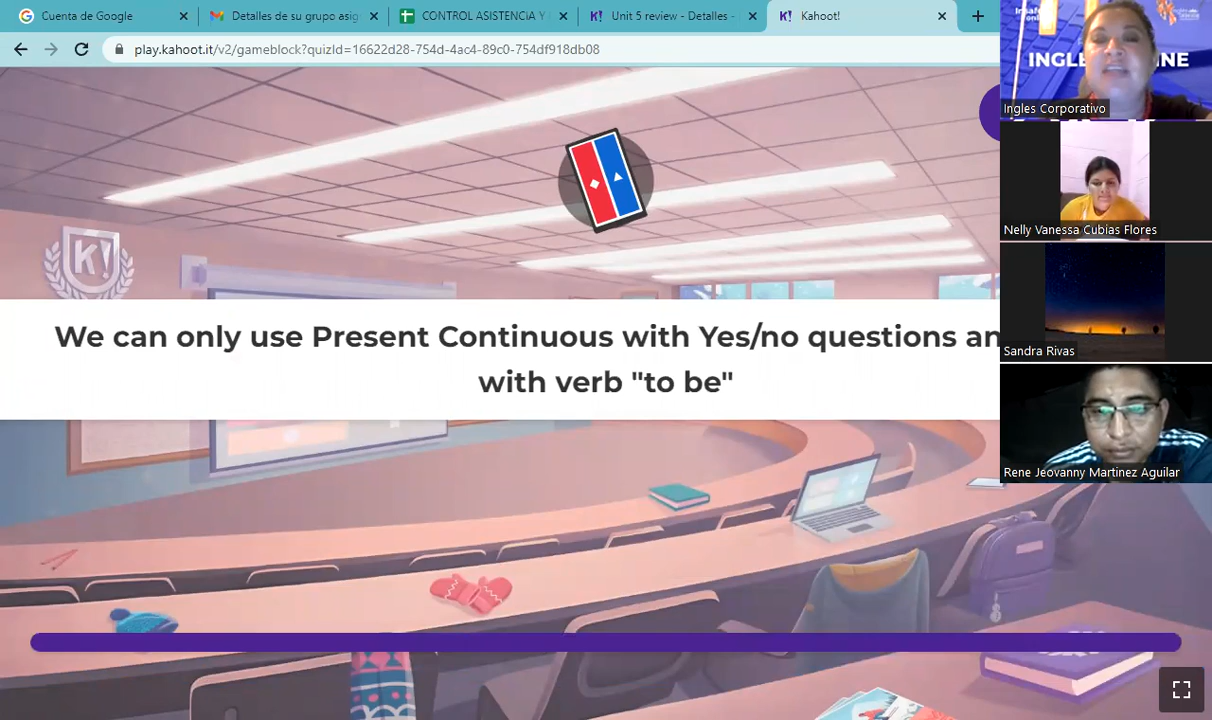 Cuenta de Google
Detalles de su grupo asig
CONTROL ASISTENCiA Y
Unit 5 review - Detalles -
Kahoot!
play.kahoot.it/v2/gameblock?quizId=16622d28-754d-4ac4-89c0-754df918db08
K!
We can only use Present Continuous with Yes/no questions an
with verb "to be"
INGLE NE
Ingles Corporativo
Nelly Vanessa Cubias Flores
Sandra Rivas
Rene Jeovanny Martinez Aguilar